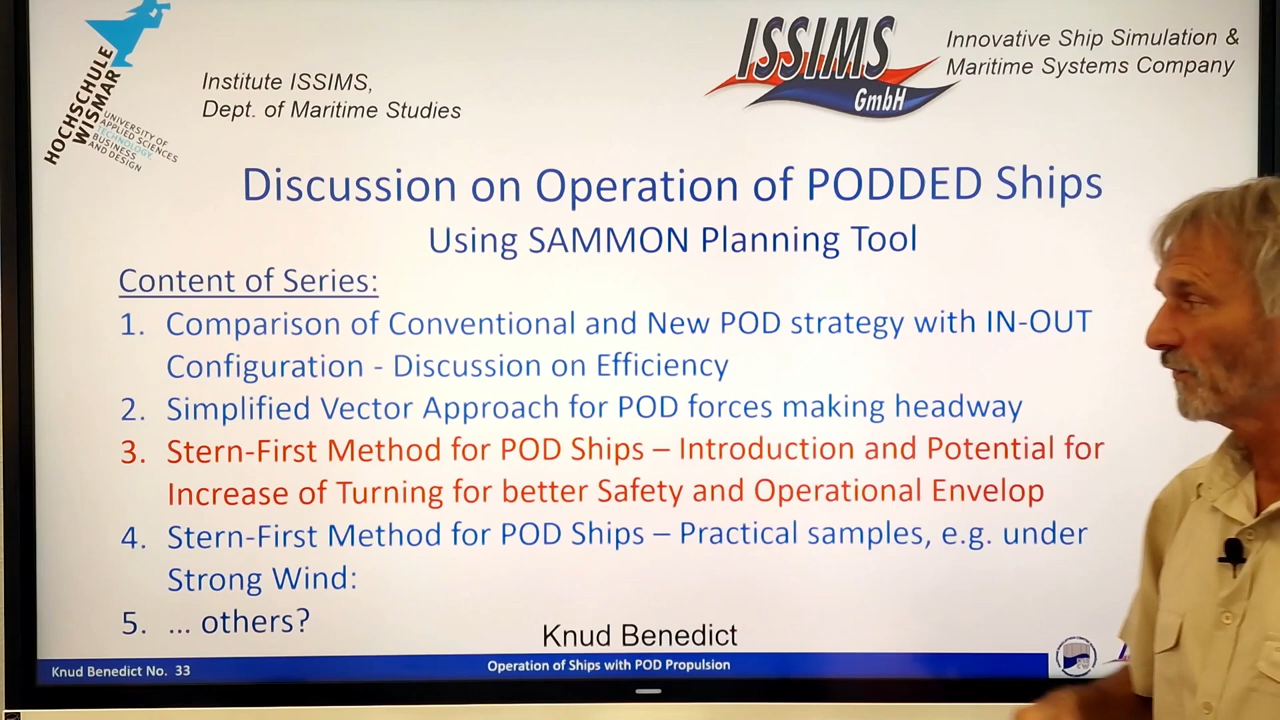 HOCHSCHULE
WISMAR
UNIVERSITY OF
APPLIED SCIENCES
TECHNOLOGY,
BUSINESS
AND DESIGN
Institute ISSIMS,
Dept. of Maritime Studies
ISSIMS
GmbH
Innovative Ship Simulation &
Maritime Systems Company
Discussion on Operation of PODDED Ships
Using SAMMON Planning Tool
Content of Series:
1. Comparison of Conventional and New POD strategy with IN-OUT
Configuration - Discussion on Efficiency
2. Simplified Vector Approach for POD forces making headway
3. Stern-First Method for POD Ships – Introduction and Potential for
Increase of Turning for better Safety and Operational Envelop
4. Stern-First Method for POD Ships – Practical samples, e.g. under
Strong Wind:
5. ... others?
Knud Benedict
Knud Benedict No. 33
Operation of Ships with POD Propulsion